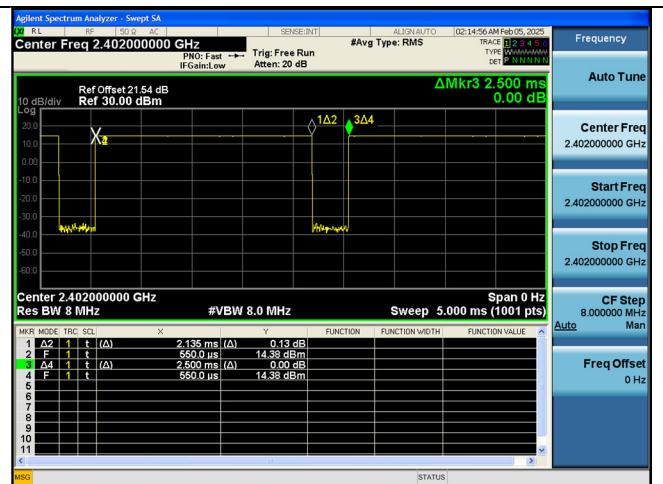 Agilent Spectrum Analyzer - Swept SA
LXI RL RF 50 Ω AC SENSE:INT ALIGN AUTO 02:14:56 AM Feb 05, 2025
Center Freq 2.402000000 GHz
#Avg Type: RMS
TRACE 1 2 3 4 5 6
PNO: Fast Trig: Free Run
TYPE
IFGain:Low Atten: 20 dB
DET P N N N N N
ΔMkr3 2.500 ms
0.00 dB
Ref Offset 21.54 dB
10 dB/div Ref 30.00 dBm
Log
20.0
10.0
0.00
-10.0
-20.0
-30.0
-40.0
-50.0
-60.0
1Δ2 3Δ4
Center 2.402000000 GHz Span 0 Hz
Res BW 8 MHz #VBW 8.0 MHz Sweep 5.000 ms (1001 pts)
MKR MODE TRC SCL X Y FUNCTION FUNCTION WIDTH FUNCTION VALUE
1 Δ2 1 t (Δ) 2.135 ms (Δ) 0.13 dB
2 F 1 t 550.0 µs 14.38 dBm
3 Δ4 1 t (Δ) 2.500 ms (Δ) 0.00 dB
4 F 1 t 550.0 µs 14.38 dBm
5
6
7
8
9
10
11
MSG STATUS
Frequency
Auto Tune
Center Freq
2.402000000 GHz
Start Freq
2.402000000 GHz
Stop Freq
2.402000000 GHz
CF Step
8.000000 MHz
Auto Man
Freq Offset
0 Hz